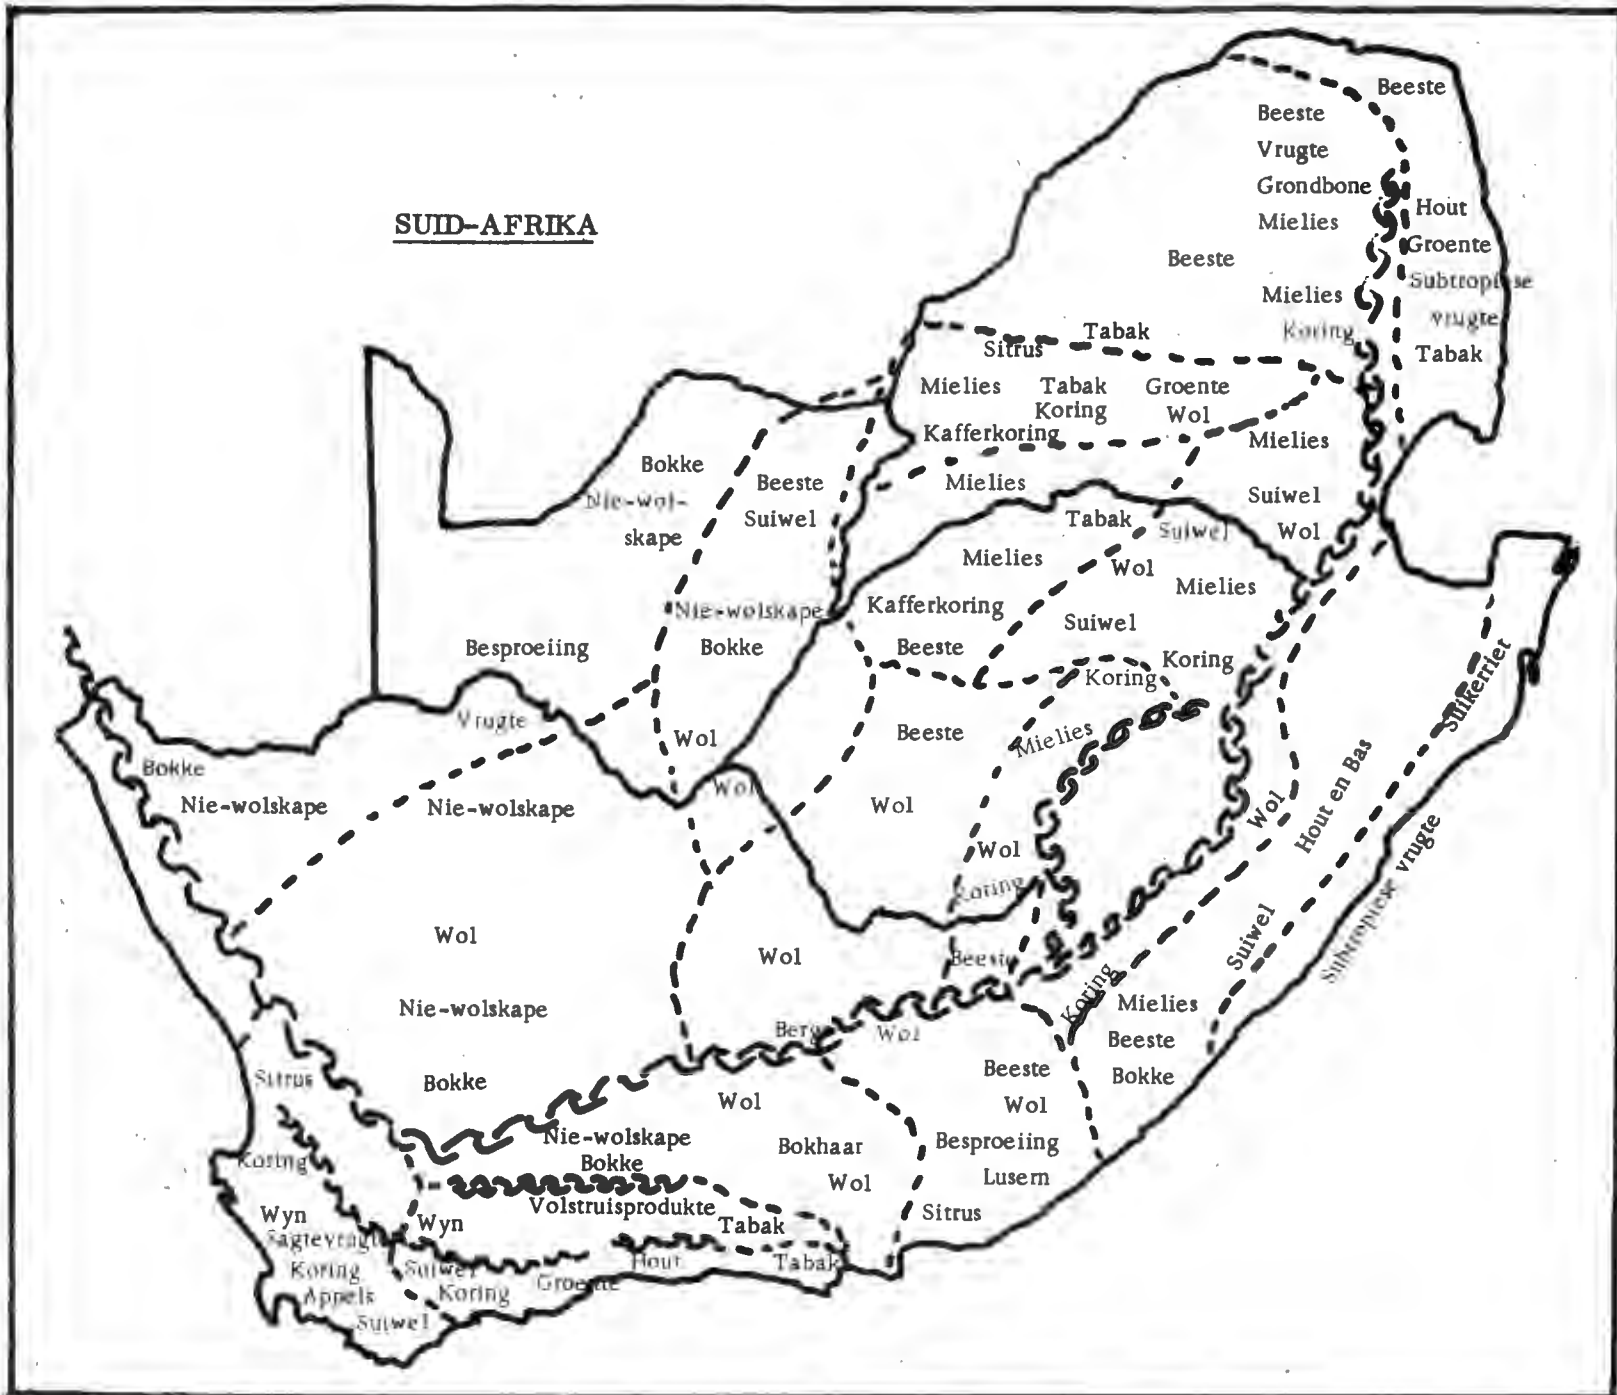 SUID-AFRIKA
Beeste
Beeste
Vrugte
Grondbone
Mielies
Hout
Groente
Beeste
Subtropiese
vrugte
Mielies
Koring
Tabak
Tabak
Sitrus
Mielies Tabak Groente
Koring Wol
Kafferkoring
Mielies
Mielies
Suiwel
Wol
Bokke
Nie-wol-
skape
Beeste
Suiwel
Nie-wolskape
Bokke
Besproeiing
Vrugte
Wol
Wol
Tabak
Suiwel
Mielies
Wol
Mielies
Kafferkoring
Suiwel
Beeste
Koring
Koring
Beeste
Mielies
Wol
Wol
Koring
Beeste
Suikerriet
Wol
Hout en Bas
Suiwel
Subtropiese vrugte
Bokke
Nie-wolskape
Nie-wolskape
Wol
Nie-wolskape
Bokke
Wol
Berg
Wol
Koring
Mielies
Beeste
Bokke
Beeste
Wol
Besproeiing
Lusern
Sitrus
Wol
Bokhaar
Wol
Nie-wolskape
Bokke
Volstruisprodukte
Tabak
Wyn
Sitrus
Koring
Wyn
Sagtevrugte
Koring
Appels
Suiwel
Suiwel
Koring
Groente
Hout
Tabak